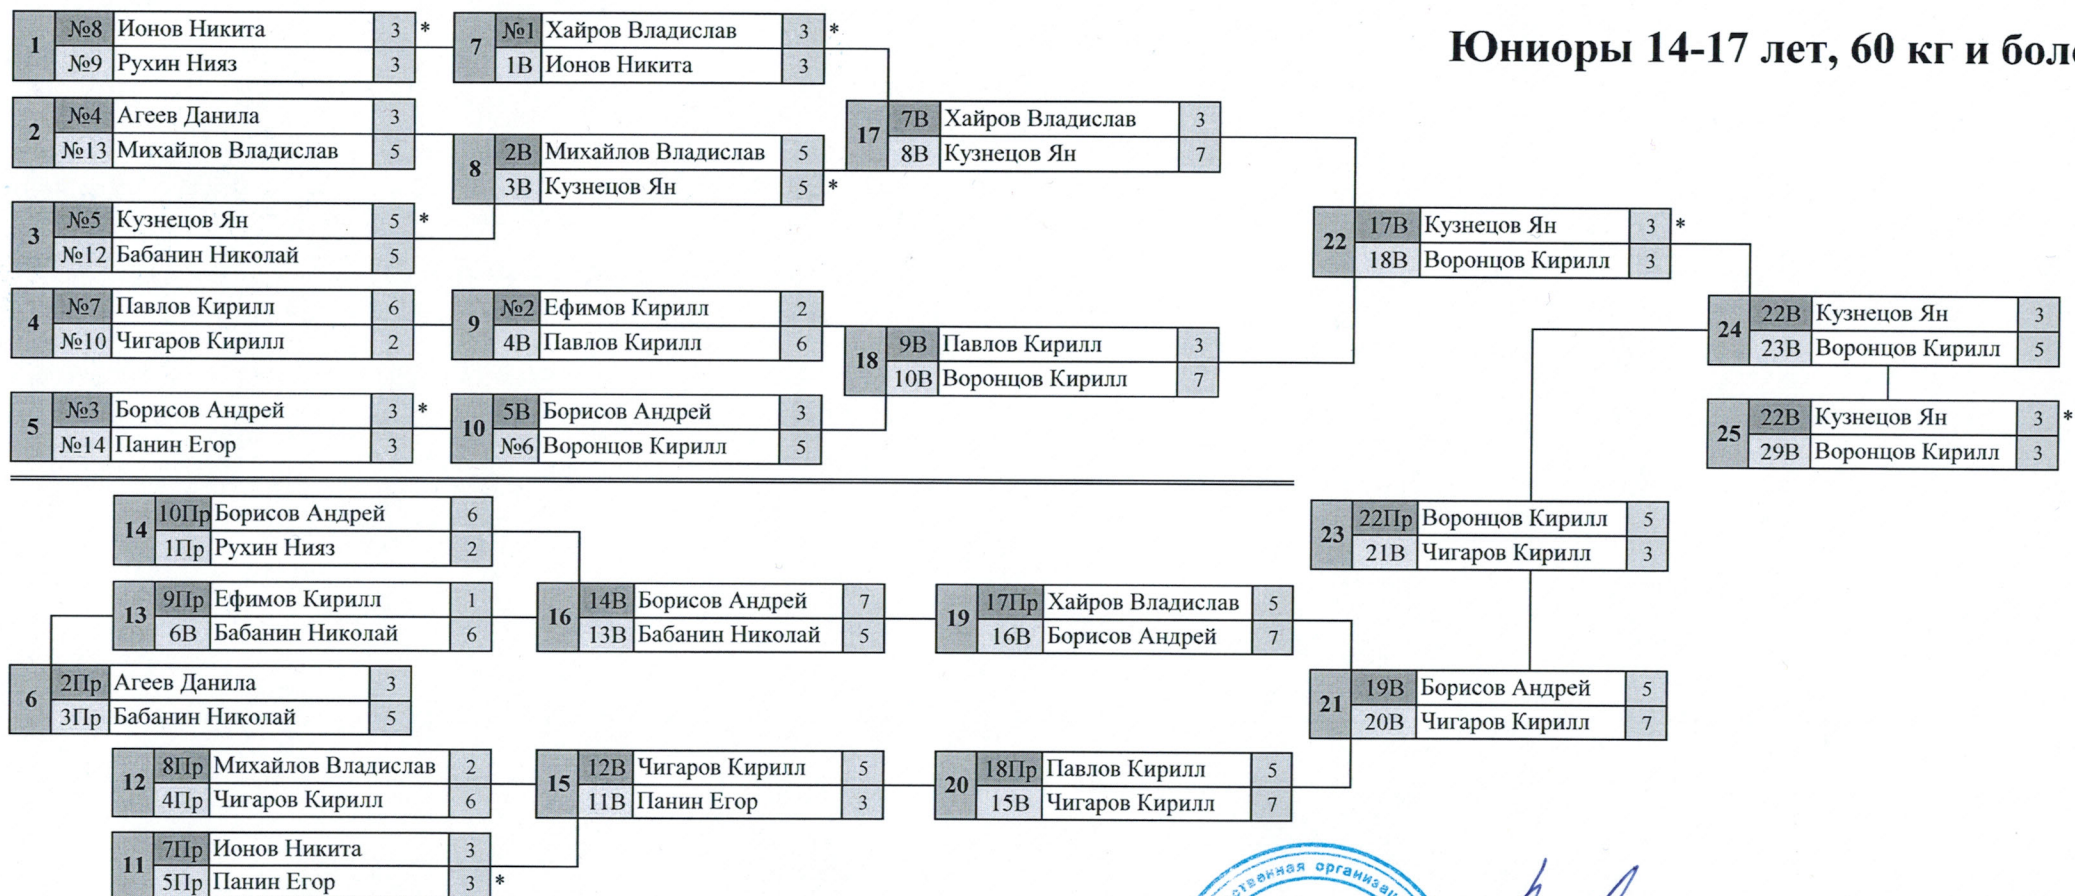 Юниоры 14-17 лет, 60 кг и бол
1 №8 Ионов Никита 3 *
№9 Рухин Нияз 3
2 №4 Агеев Данила 3
№13 Михайлов Владислав 5
3 №5 Кузнецов Ян 5 *
№12 Бабанин Николай 5
4 №7 Павлов Кирилл 6
№10 Чигаров Кирилл 2
5 №3 Борисов Андрей 3 *
№14 Панин Егор 3
7 №1 Хайров Владислав 3 *
1В Ионов Никита 3
8 2В Михайлов Владислав 5
3В Кузнецов Ян 5 *
9 №2 Ефимов Кирилл 2
4В Павлов Кирилл 6
10 5В Борисов Андрей 3
№6 Воронцов Кирилл 5
17 7В Хайров Владислав 3
8В Кузнецов Ян 7
18 9В Павлов Кирилл 3
10В Воронцов Кирилл 7
22 17В Кузнецов Ян 3 *
18В Воронцов Кирилл 3
24 22В Кузнецов Ян 3
23В Воронцов Кирилл 5
25 22В Кузнецов Ян 3 *
29В Воронцов Кирилл 3
14 10Пр Борисов Андрей 6
1Пр Рухин Нияз 2
13 9Пр Ефимов Кирилл 1
6В Бабанин Николай 6
6 2Пр Агеев Данила 3
3Пр Бабанин Николай 5
12 8Пр Михайлов Владислав 2
4Пр Чигаров Кирилл 6
11 7Пр Ионов Никита 3
5Пр Панин Егор 3 *
16 14В Борисов Андрей 7
13В Бабанин Николай 5
15 12В Чигаров Кирилл 5
11В Панин Егор 3
19 17Пр Хайров Владислав 5
16В Борисов Андрей 7
20 18Пр Павлов Кирилл 5
15В Чигаров Кирилл 7
23 22Пр Воронцов Кирилл 5
21В Чигаров Кирилл 3
21 19В Борисов Андрей 5
20В Чигаров Кирилл 7